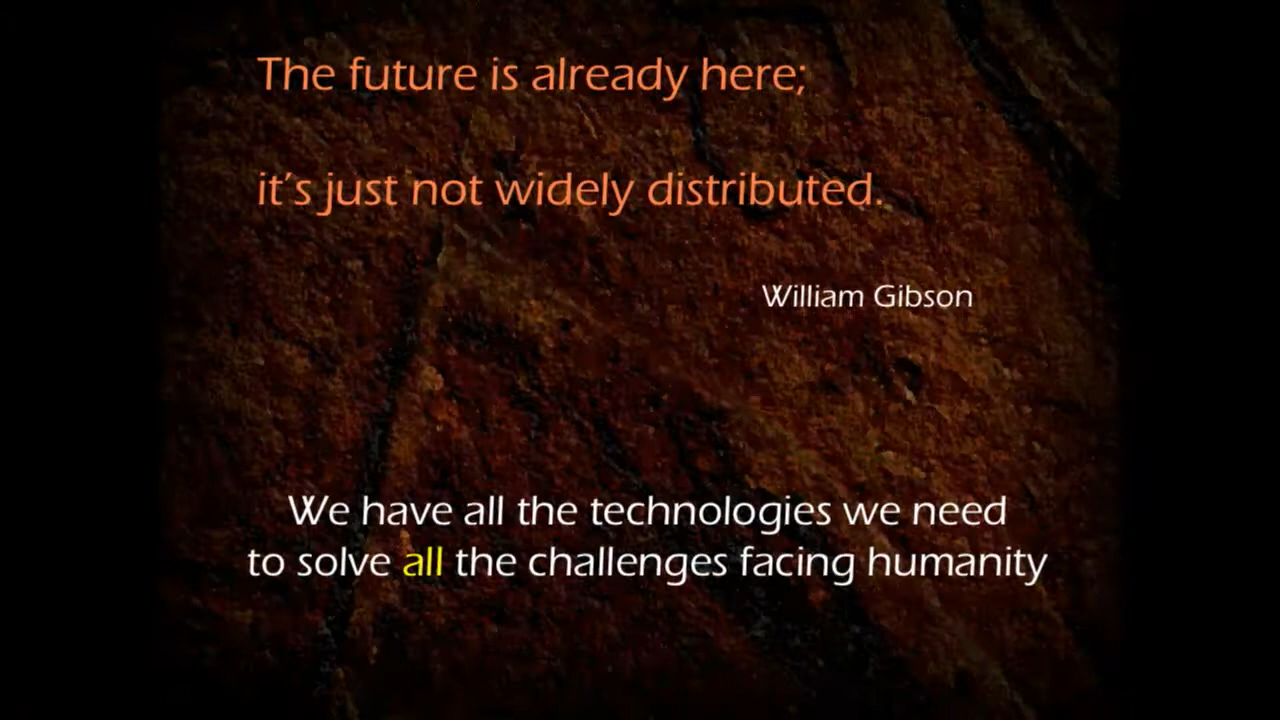 The future is already here;
it's just not widely distributed.
William Gibson
We have all the technologies we need
to solve all the challenges facing humanity